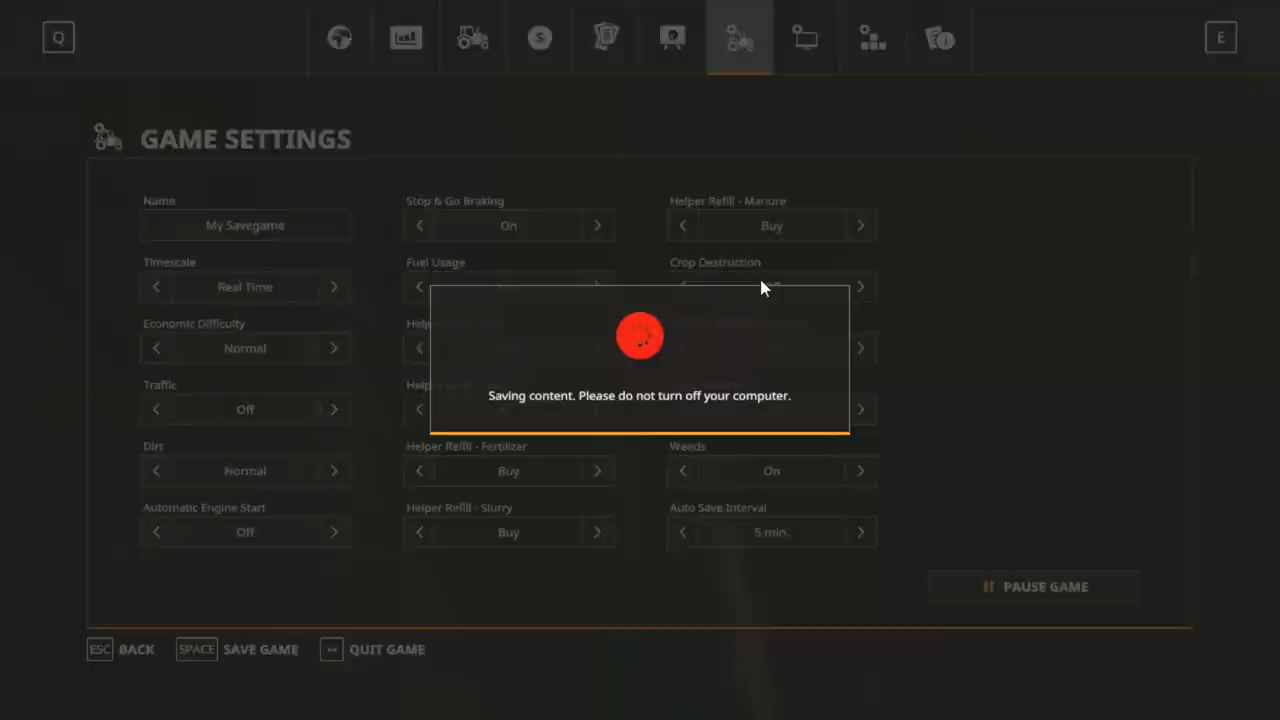 Q
E
GAME SETTINGS
Name
My Savegame
Stop & Go Braking
On
Helper Refill - Manure
Buy
Timescale
Real Time
Fuel Usage
Crop Destruction
Economic Difficulty
Normal
Traffic
Off
Saving content. Please do not turn off your computer.
Dirt
Normal
Helper Refill - Fertilizer
Buy
Weeds
On
Automatic Engine Start
Off
Helper Refill - Slurry
Buy
Auto Save Interval
5 min.
PAUSE GAME
ESC BACK
SPACE SAVE GAME
QUIT GAME